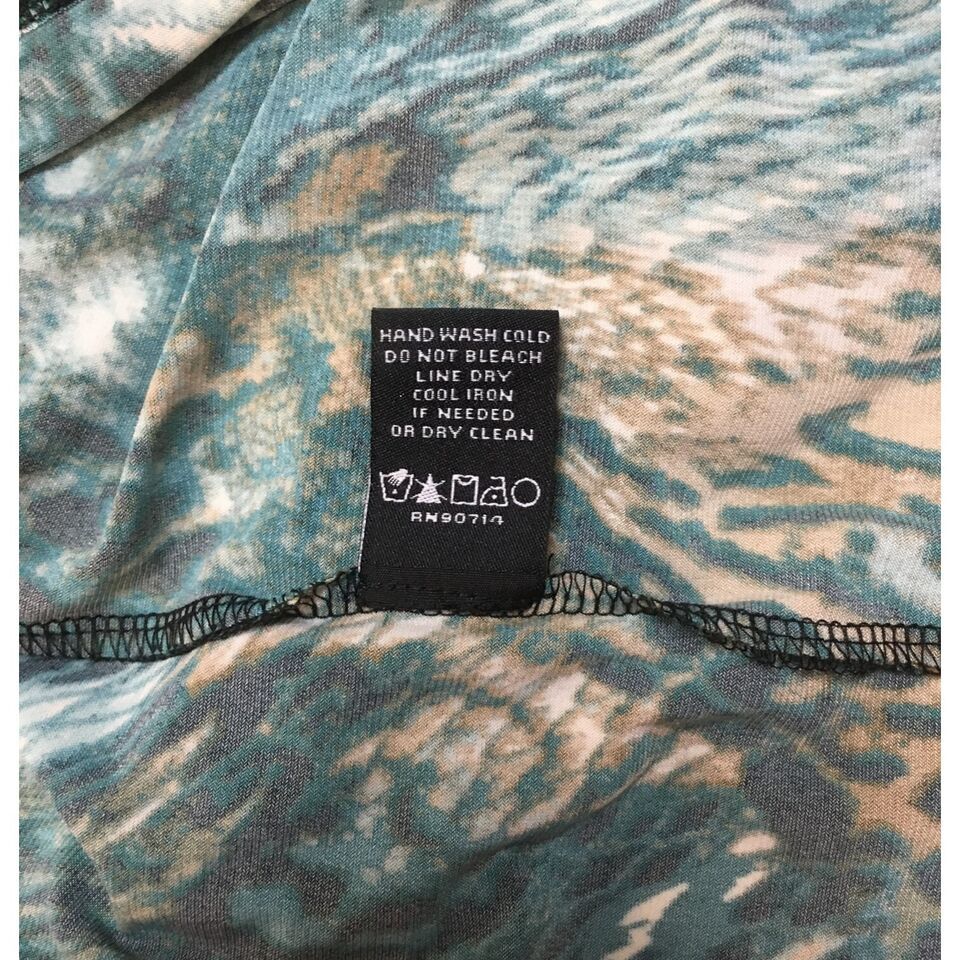 HAND WASH COLD
DO NOT BLEACH
LINE DRY
COOL IRON
IF NEEDED
OR DRY CLEAN
RN90714